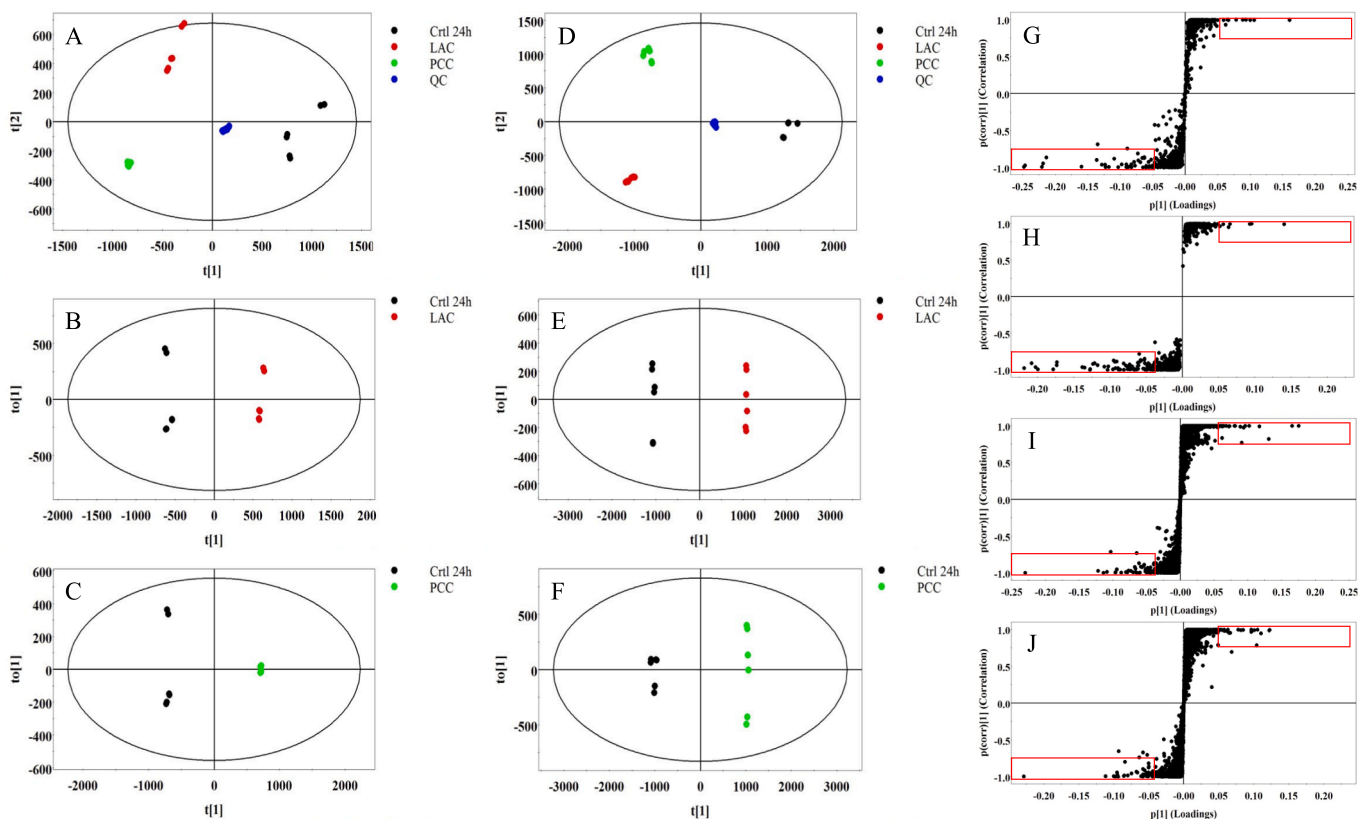 A
t[2]
600
400
200
0
-200
-400
-600
-1500 -1000 -500 0 500 1000 1500
t[1]
Crtl 24h
LAC
PCC
QC
D
t[2]
1500
1000
500
0
-500
-1000
-1500
-2000 -1000 0 1000 2000
t[1]
Ctrl 24h
LAC
PCC
QC
G
p(corr)[1] (Correlation)
1.0
0.5
0.0
-0.5
-1.0
-0.25 -0.20 -0.15 -0.10 -0.05 -0.00 0.05 0.10 0.15 0.20 0.25
p[1] (Loadings)
B
to[1]
500
0
-500
-2000 -1500 -1000 -500 0 500 1000 1500 200
t[1]
Crtl 24h
LAC
E
to[1]
600
400
200
0
-200
-400
-600
-3000 -2000 -1000 0 1000 2000 3000
t[1]
Ctrl 24h
LAC
H
p(corr)[1] (Correlation)
1.0
0.5
0.0
-0.5
-1.0
-0.20 -0.15 -0.10 -0.05 -0.00 0.05 0.10 0.15 0.20
p[1] (Loadings)
I
p(corr)[1] (Correlation)
1.0
0.5
0.0
-0.5
-1.0
-0.25 -0.20 -0.15 -0.10 -0.05 -0.00 0.05 0.10 0.15 0.20 0.25
p[1] (Loadings)
C
to[1]
600
400
200
0
-200
-400
-600
-2000 -1000 0 1000 2000
t[1]
Crtl 24h
PCC
F
to[1]
500
0
-500
-3000 -2000 -1000 0 1000 2000 3000
t[1]
Ctrl 24h
PCC
J
p(corr)[1] (Correlation)
1.0
0.5
0.0
-0.5
-1.0
-0.20 -0.15 -0.10 -0.05 -0.00 0.05 0.10 0.15 0.20
p[1] (Loadings)